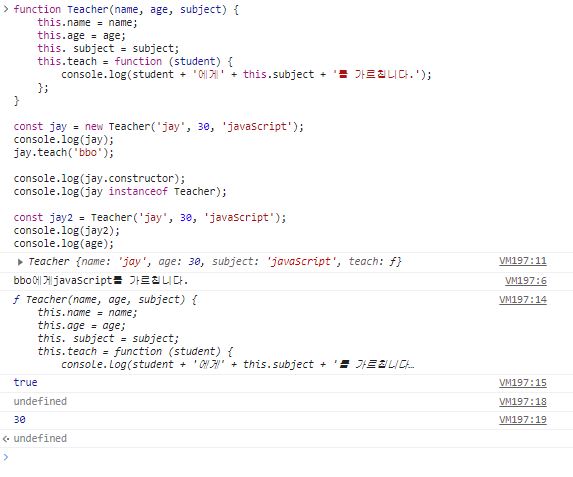 > function Teacher(name, age, subject) {
this.name = name;
this.age = age;
this. subject = subject;
this.teach = function (student) {
console.log(student + '에게' + this.subject + '를 가르칩니다.');
};
}
const jay = new Teacher('jay', 30, 'javaScript');
console.log(jay);
jay.teach('bbo');
console.log(jay.constructor);
console.log(jay instanceof Teacher);
const jay2 = Teacher('jay', 30, 'javaScript');
console.log(jay2);
console.log(age);
▶ Teacher {name: 'jay', age: 30, subject: 'javaScript', teach: ƒ} VM197:11
bbo에게javaScript를 가르칩니다. VM197:6
ƒ Teacher(name, age, subject) { VM197:14
this.name = name;
this.age = age;
this. subject = subject;
this.teach = function (student) {
console.log(student + '에게' + this.subject + '를 가르칩니다…
true VM197:15
undefined VM197:18
30 VM197:19
undefined
>